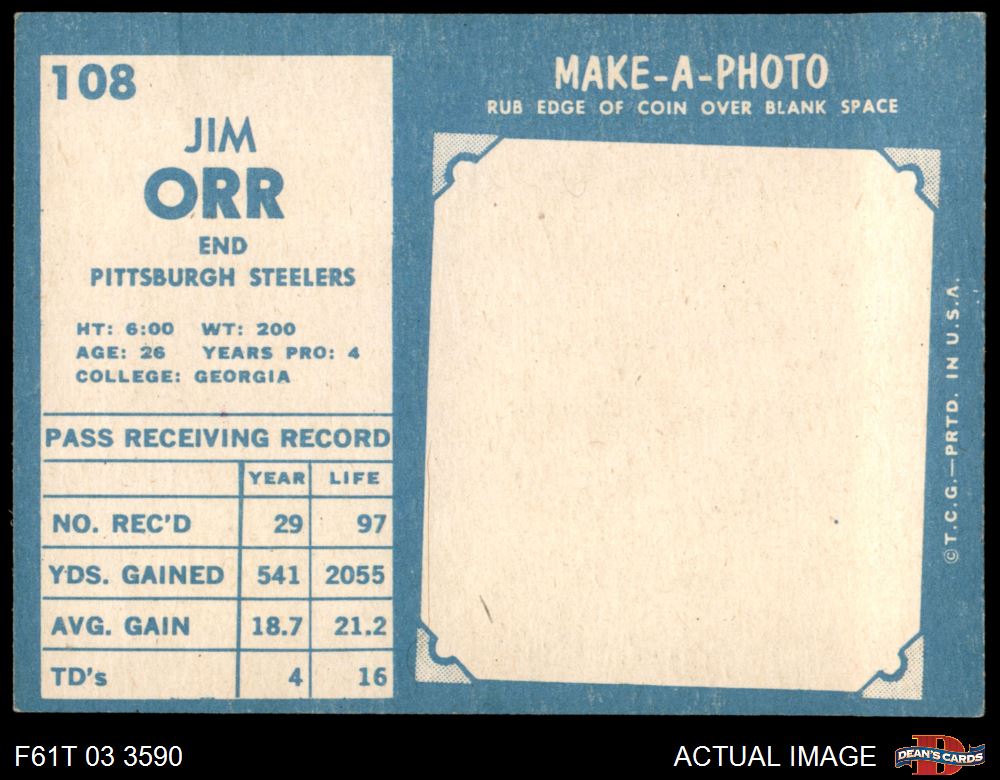 108
JIM
ORR
END
PITTSBURGH STEELERS
HT: 6:00 WT: 200
AGE: 26 YEARS PRO: 4
COLLEGE: GEORGIA
PASS RECEIVING RECORD
YEAR LIFE
NO. REC'D 29 97
YDS. GAINED 541 2055
AVG. GAIN 18.7 21.2
TD's 4 16
MAKE-A-PHOTO
RUB EDGE OF COIN OVER BLANK SPACE
©T.C.G.—PRTD. IN U.S.A.
F61T 03 3590
ACTUAL IMAGE
D
DEAN'S CARDS